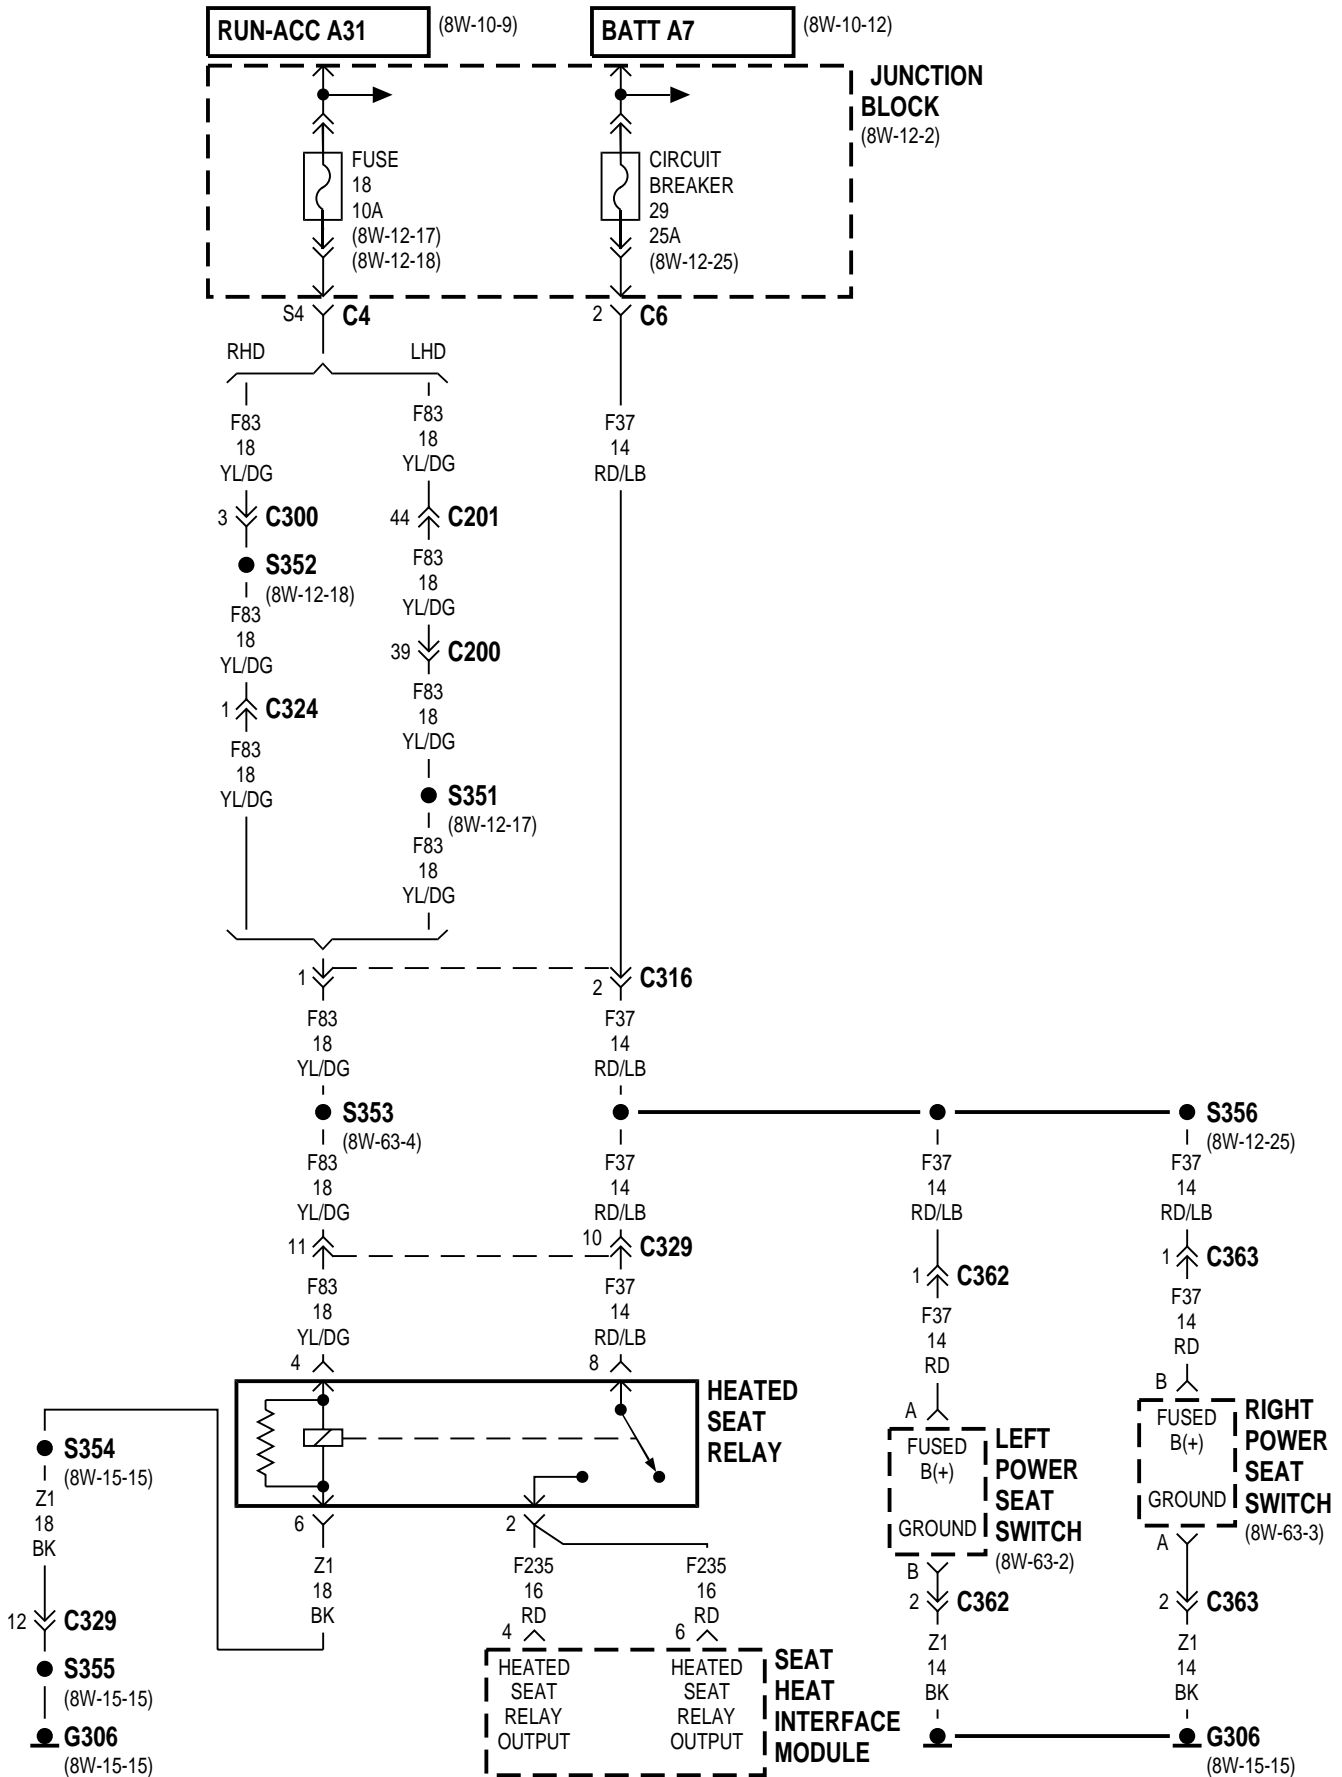 RUN-ACC A31
(8W-10-9)
BATT A7
(8W-10-12)
JUNCTION
BLOCK
(8W-12-2)
FUSE
18
10A
(8W-12-17)
(8W-12-18)
CIRCUIT
BREAKER
29
25A
(8W-12-25)
S4
C4
2
C6
RHD
LHD
F83
18
YL/DG
F83
18
YL/DG
F37
14
RD/LB
3
C300
44
C201
S352
(8W-12-18)
F83
18
YL/DG
F83
18
YL/DG
39
C200
1
C324
F83
18
YL/DG
F83
18
YL/DG
S351
(8W-12-17)
F83
18
YL/DG
1
2
C316
F83
18
YL/DG
F37
14
RD/LB
S353
(8W-63-4)
S356
(8W-12-25)
F83
18
YL/DG
F37
14
RD/LB
F37
14
RD/LB
F37
14
RD/LB
11
10
C329
1
C362
1
C363
F83
18
YL/DG
F37
14
RD/LB
F37
14
RD
F37
14
RD
4
8
A
B
HEATED
SEAT
RELAY
FUSED
B(+)
GROUND
LEFT
POWER
SEAT
SWITCH
(8W-63-2)
FUSED
B(+)
GROUND
RIGHT
POWER
SEAT
SWITCH
(8W-63-3)
S354
(8W-15-15)
Z1
18
BK
6
2
B
A
Z1
18
BK
F235
16
RD
F235
16
RD
2
C362
2
C363
12
C329
4
6
Z1
14
BK
Z1
14
BK
S355
(8W-15-15)
HEATED
SEAT
RELAY
OUTPUT
HEATED
SEAT
RELAY
OUTPUT
SEAT
HEAT
INTERFACE
MODULE
G306
(8W-15-15)
G306
(8W-15-15)